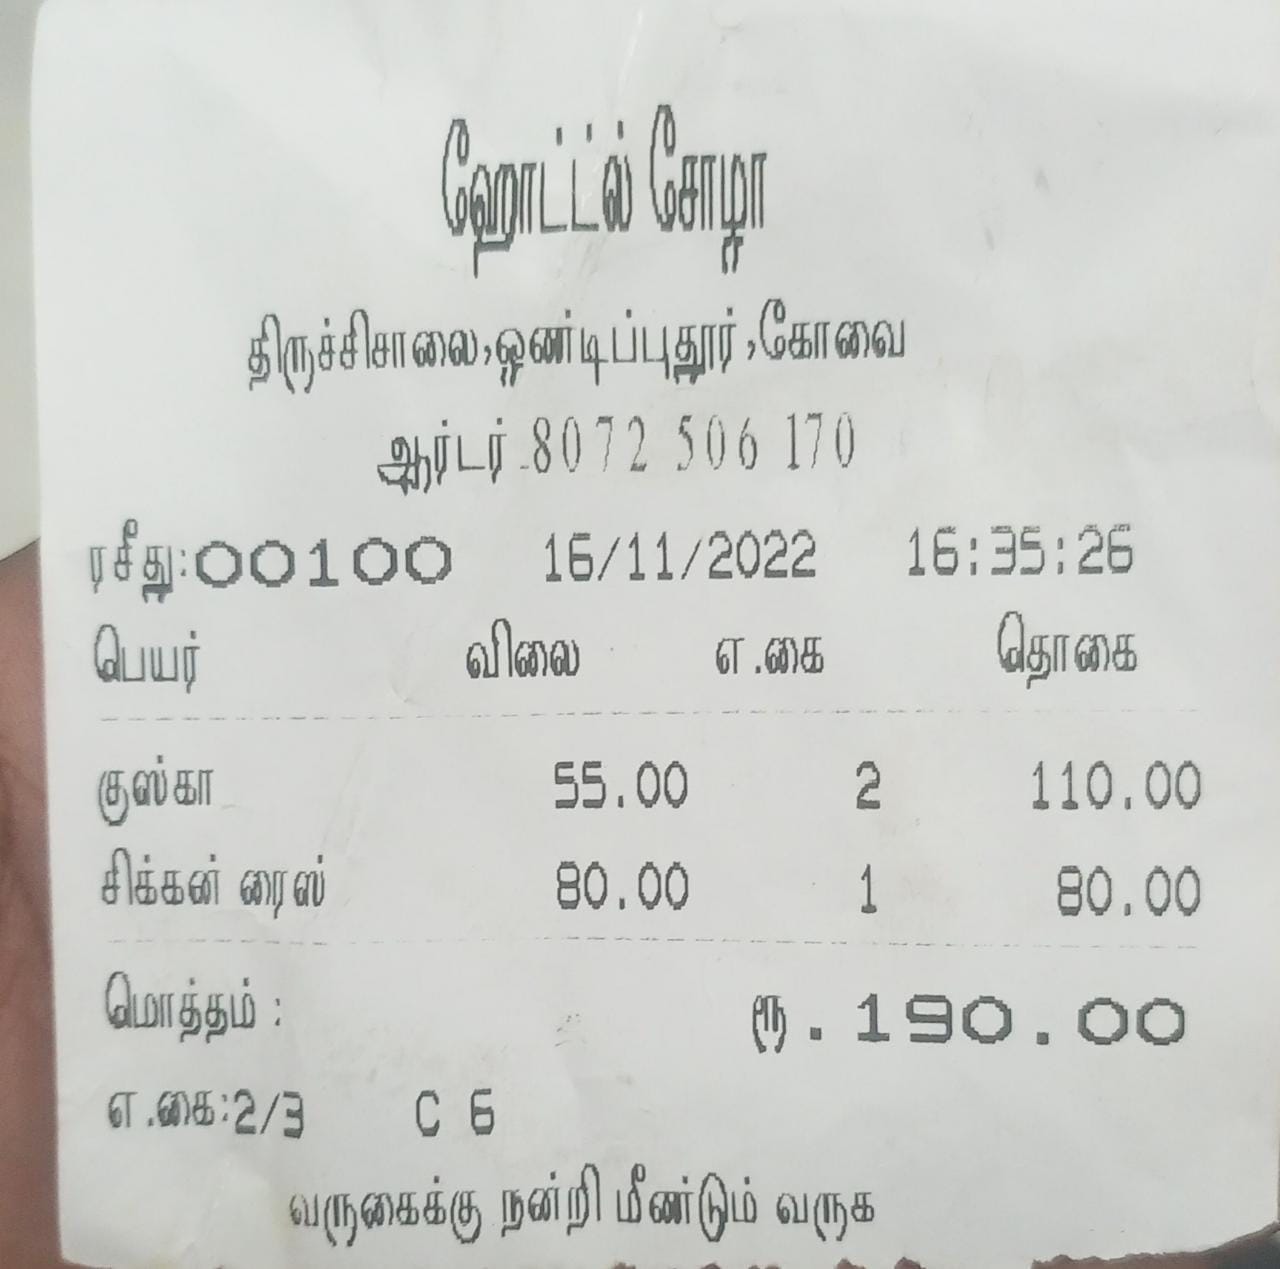 ஹோட்டல் சோழா
திருச்சிசாலை,ஒண்டிப்புதூர்,கோவை
ஆர்டர்-8072 506 170
ரசீது:00100 16/11/2022 16:35:26
பெயர் விலை எ.கை தொகை
குஸ்கா 55.00 2 110.00
சிக்கன் ரைஸ் 80.00 1 80.00
மொத்தம் : ரூ.190.00
எ.கை:2/3 C 6
வருகைக்கு நன்றி மீண்டும் வருக